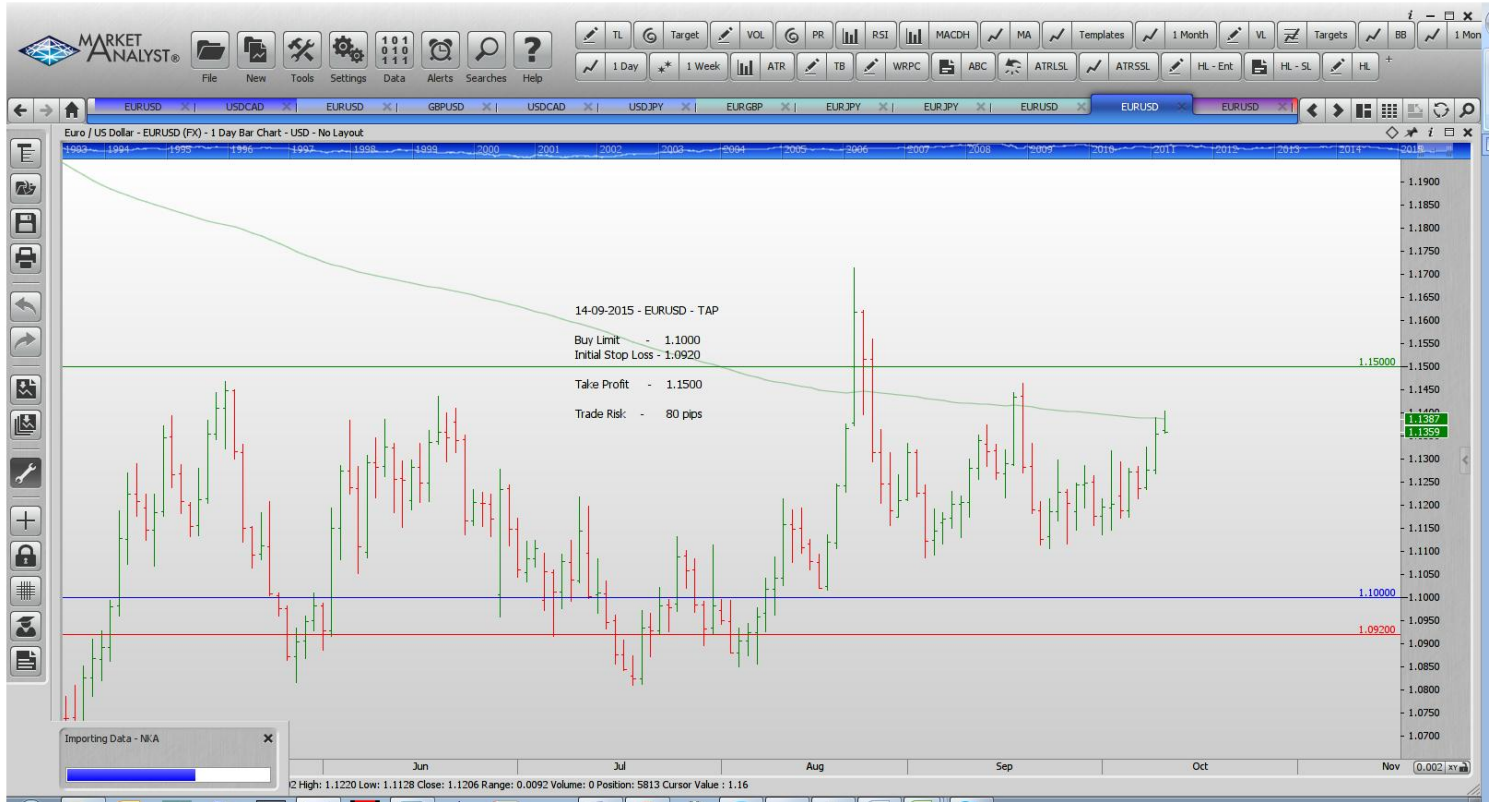 MARKET
ANALYST®
File New Tools Settings Data Alerts Searches Help
TL Target VOL PR RSI MACDH MA Templates 1 Month VL Targets BB 1 Mon
1 Day 1 Week ATR TB WRPC ABC ATRLSL ATRSSL HL - Ent HL - SL HL
EURUSD USDCAD EURUSD GBPUSD USDCAD USDJPY EURGBP EURJPY EURJPY EURUSD EURUSD EURUSD
Euro / US Dollar - EURUSD (FX) - 1 Day Bar Chart - USD - No Layout
1993 1994 1995 1996 1997 1998 1999 2000 2001 2002 2003 2004 2005 2006 2007 2008 2009 2010 2011 2012 2013 2014 2015
1.1900
1.1850
1.1800
1.1750
1.1700
1.1650
14-09-2015 - EURUSD - TAP
1.1600
Buy Limit - 1.1000
1.1550
Initial Stop Loss - 1.0920
1.15000
1.1500
Take Profit - 1.1500
1.1450
Trade Risk - 80 pips
1.1400
1.1387
1.1359
1.1300
1.1250
1.1200
1.1150
1.1100
1.1050
1.10000
1.1000
1.0950
1.09200
1.0900
1.0850
1.0800
1.0750
1.0700
Importing Data - NKA
Jun Jul Aug Sep Oct Nov
0.002 XY
2 High: 1.1220 Low: 1.1128 Close: 1.1206 Range: 0.0092 Volume: 0 Position: 5813 Cursor Value : 1.16